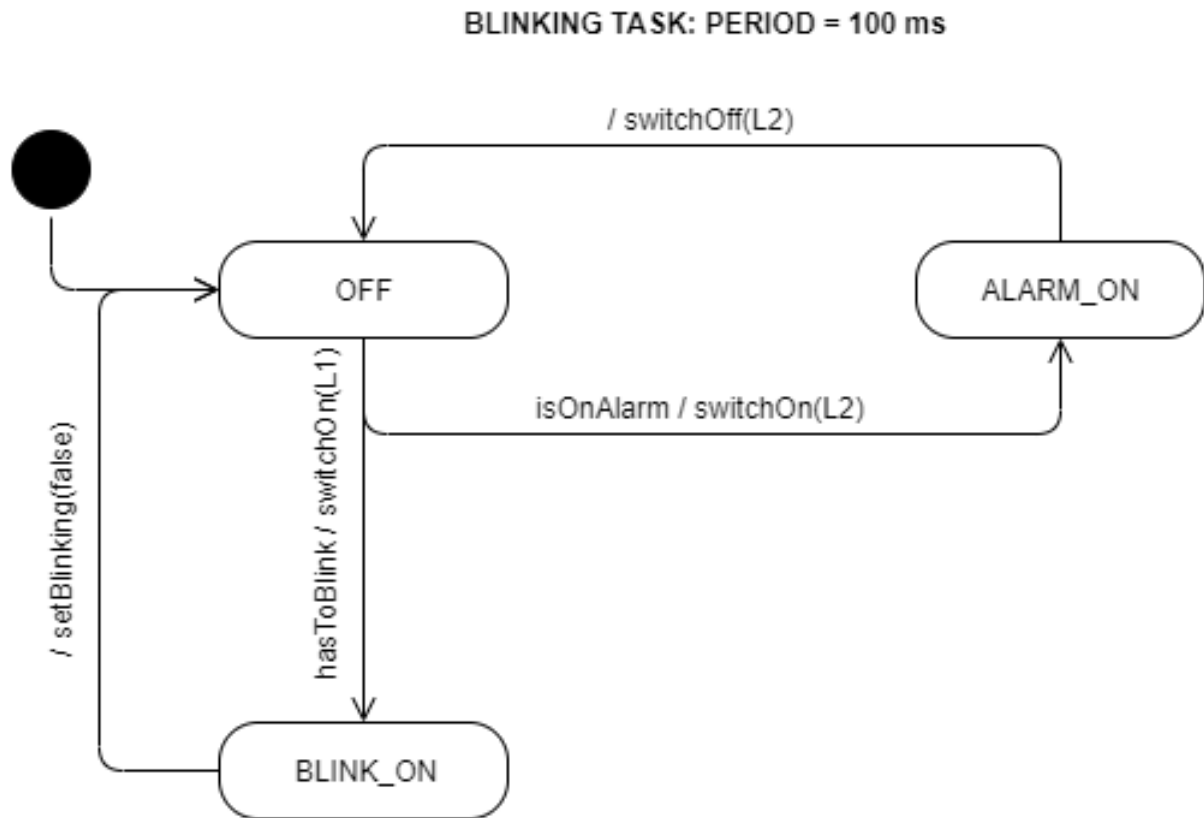 BLINKING TASK: PERIOD = 100 ms
/ switchOff(L2)
OFF
ALARM_ON
isOnAlarm / switchOn(L2)
hasToBlink / switchOn(L1)
/ setBlinking(false)
BLINK_ON